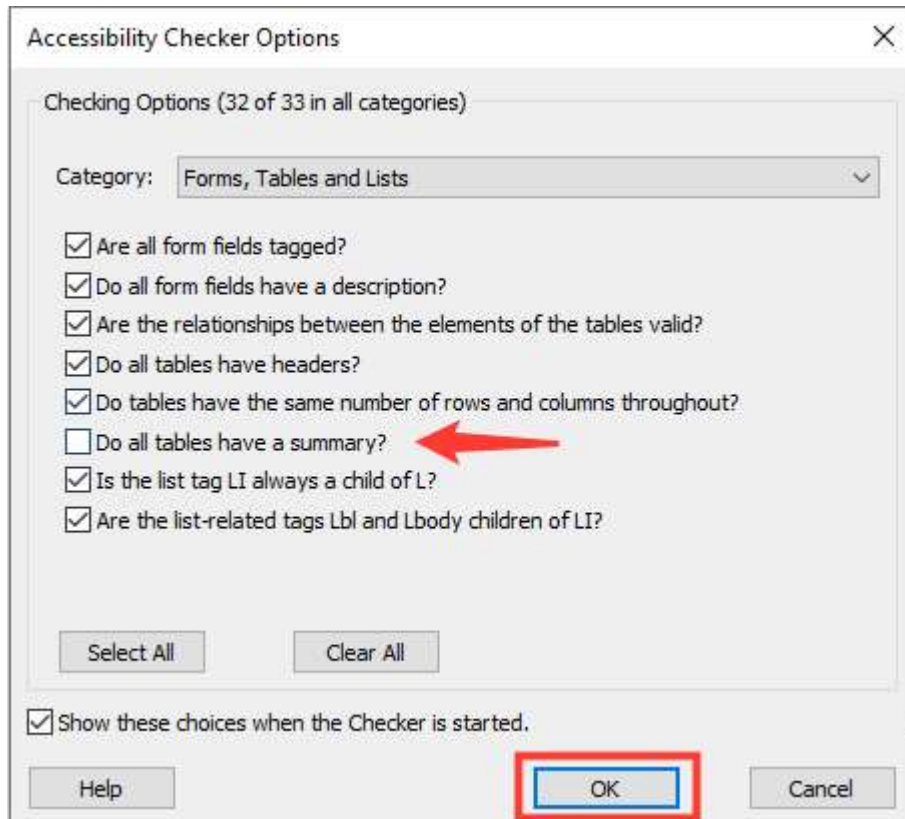 Accessibility Checker Options
Checking Options (32 of 33 in all categories)
Category: Forms, Tables and Lists
Are all form fields tagged?
Do all form fields have a description?
Are the relationships between the elements of the tables valid?
Do all tables have headers?
Do tables have the same number of rows and columns throughout?
Do all tables have a summary?
Is the list tag LI always a child of L?
Are the list-related tags Lbl and Lbody children of LI?
Select All Clear All
Show these choices when the Checker is started.
Help OK Cancel